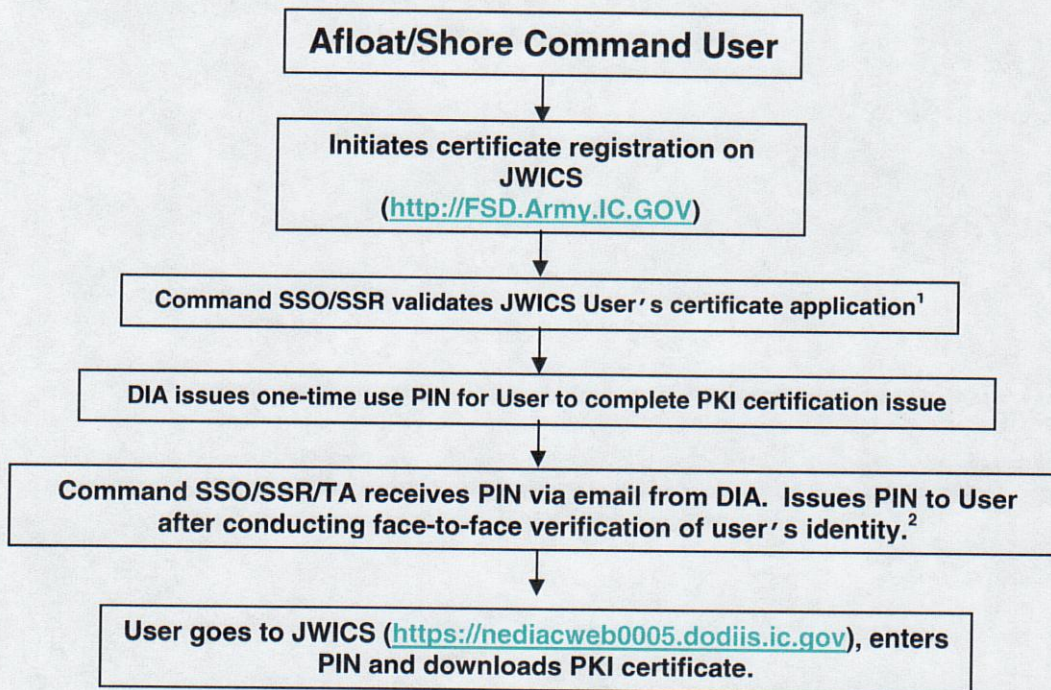 Afloat/Shore Command User
Initiates certificate registration on
JWICS
(http://FSD.Army.IC.GOV)
Command SSO/SSR validates JWICS User's certificate application¹
DIA issues one-time use PIN for User to complete PKI certification issue
Command SSO/SSR/TA receives PIN via email from DIA. Issues PIN to User
after conducting face-to-face verification of user's identity.²
User goes to JWICS (https://nediacweb0005.dodiis.ic.gov), enters
PIN and downloads PKI certificate.